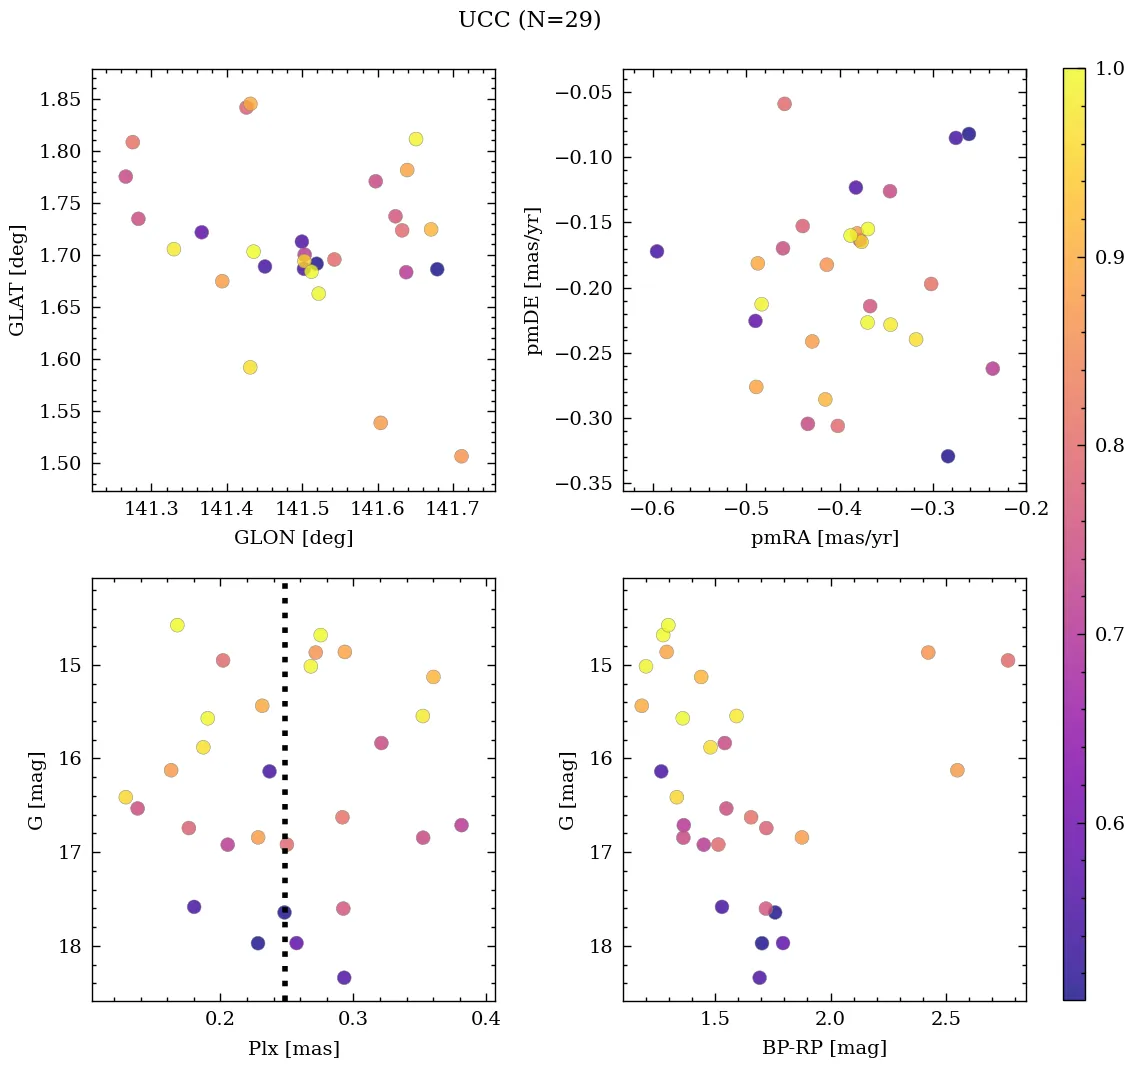 UCC (N=29)
1.85
1.80
1.75
1.70
1.65
1.60
1.55
1.50
GLAT [deg]
141.3 141.4 141.5 141.6 141.7
GLON [deg]
−0.05
−0.10
−0.15
−0.20
−0.25
−0.30
−0.35
pmDE [mas/yr]
−0.6 −0.5 −0.4 −0.3 −0.2
pmRA [mas/yr]
15
16
17
18
G [mag]
0.2 0.3 0.4
Plx [mas]
15
16
17
18
G [mag]
1.5 2.0 2.5
BP-RP [mag]
1.0
0.9
0.8
0.7
0.6